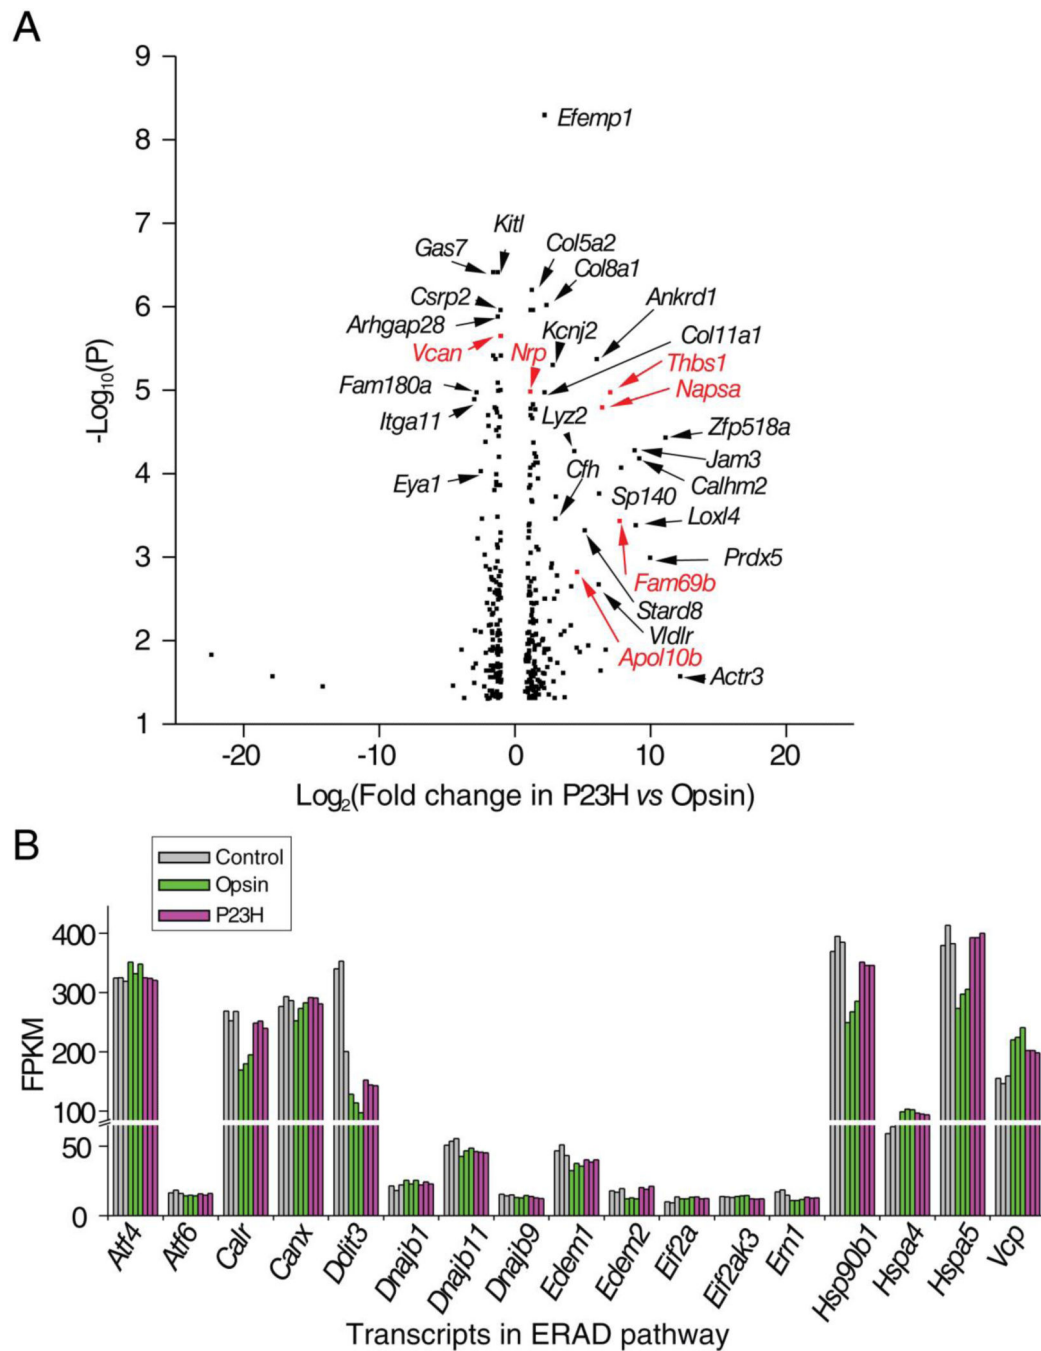 A
9
8
7
6
5
4
3
2
1
-Log10(P)
Efemp1
Kitl
Gas7
Col5a2
Col8a1
Csrp2
Ankrd1
Arhgap28
Kcnj2
Col11a1
Vcan
Nrp
Thbs1
Fam180a
Napsa
Itga11
Lyz2
Zfp518a
Jam3
Cfh
Eya1
Calhm2
Sp140
Loxl4
Prdx5
Fam69b
Stard8
Vldlr
Apol10b
Actr3
-20 -10 0 10 20
Log2(Fold change in P23H vs Opsin)
B
Control
Opsin
P23H
FPKM
400
300
200
100
50
0
Atf4 Atf6 Calr Canx Ddit3 Dnajb1 Dnajb11 Dnajb9 Edem1 Edem2 Eif2a Eif2ak3 Ern1 Hsp90b1 Hspa4 Hspa5 Vcp
Transcripts in ERAD pathway